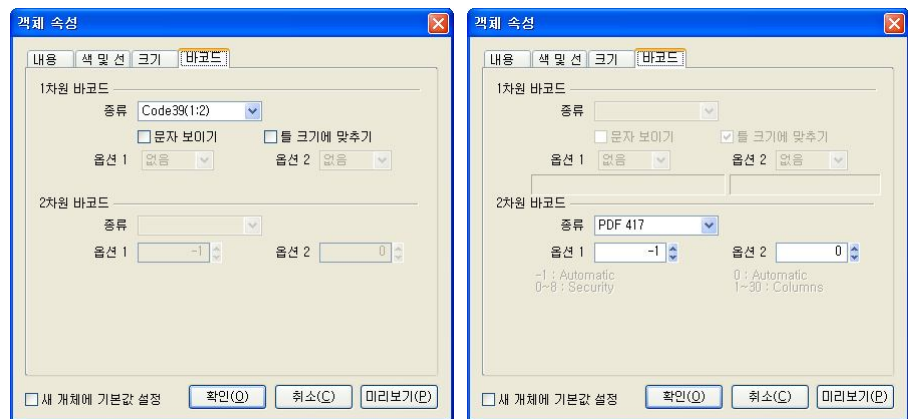 객체 속성
내용 색 및 선 크기 바코드
1차원 바코드
종류 Code39(1:2)
문자 보이기 틀 크기에 맞추기
옵션 1 없음 옵션 2 없음
2차원 바코드
종류
옵션 1 -1 옵션 2 0
새 개체에 기본값 설정 확인(O) 취소(C) 미리보기(P)
객체 속성
내용 색 및 선 크기 바코드
1차원 바코드
종류
문자 보이기 틀 크기에 맞추기
옵션 1 없음 옵션 2 없음
2차원 바코드
종류 PDF 417
옵션 1 -1 옵션 2 0
-1 : Automatic 0 : Automatic
0~8 : Security 1~30 : Columns
새 개체에 기본값 설정 확인(O) 취소(C) 미리보기(P)